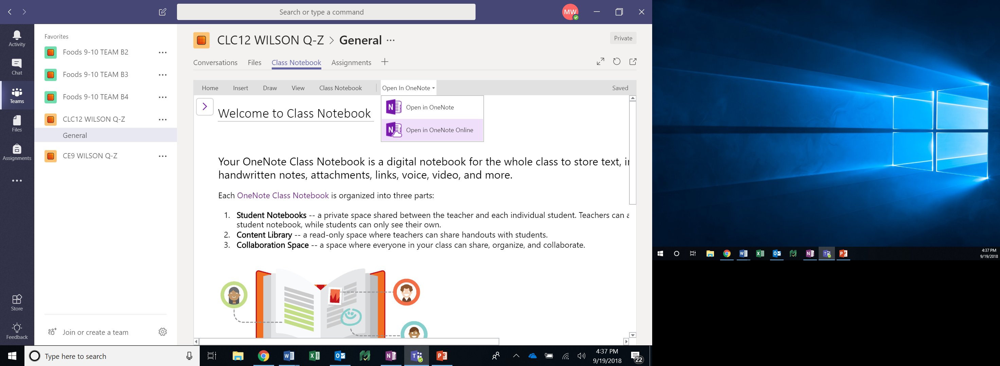 Search or type a command
MW
Activity
Chat
Teams
Files
Assignments
Store
Feedback
Favorites
Foods 9-10 TEAM B2
Foods 9-10 TEAM B3
Foods 9-10 TEAM B4
CLC12 WILSON Q-Z
General
CE9 WILSON Q-Z
Join or create a team
CLC12 WILSON Q-Z > General ...
Private
Conversations Files Class Notebook Assignments +
Home Insert Draw View Class Notebook Open In OneNote Saved
Open in OneNote
Open in OneNote Online
Welcome to Class Notebook
Your OneNote Class Notebook is a digital notebook for the whole class to store text,
handwritten notes, attachments, links, voice, video, and more.
Each OneNote Class Notebook is organized into three parts:
1. Student Notebooks -- a private space shared between the teacher and each individual student. Teachers can
student notebook, while students can only see their own.
2. Content Library -- a read-only space where teachers can share handouts with students.
3. Collaboration Space -- a space where everyone in your class can share, organize, and collaborate.
Type here to search
4:37 PM
9/19/2018
22
4:37 PM
9/19/2018